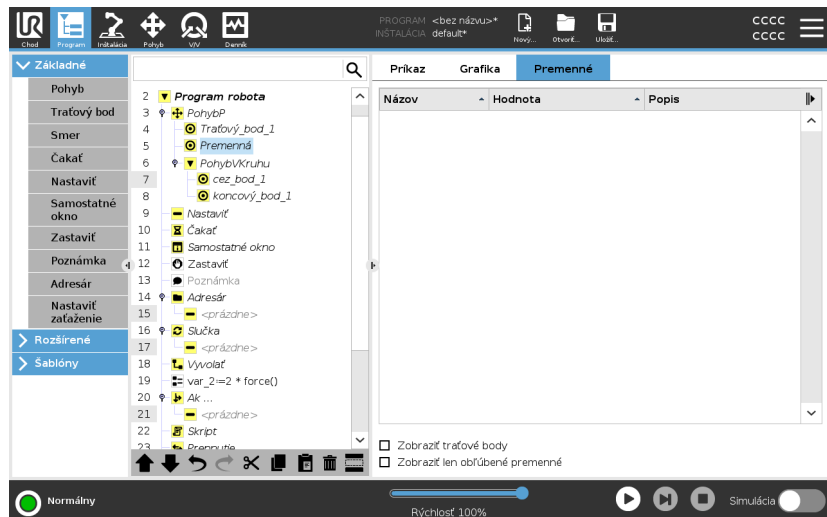 UR
PROGRAM <bez názvu>*
INŠTALÁCIA default*
Chod
Program
Inštalácia
Pohyb
V/V
Denník
Nový...
Otvoriť...
Uložiť...
cccc
cccc
Základné
Pohyb
Traťový bod
Smer
Čakať
Nastaviť
Samostatné
okno
Zastaviť
Poznámka
Adresár
Nastaviť
zaťaženie
Rozšírené
Šablóny
2 Program robota
3 PohybP
4 Traťový_bod_1
5 Premenná
6 PohybVKruhu
7 cez_bod_1
8 koncový_bod_1
9 Nastaviť
10 Čakať
11 Samostatné okno
12 Zastaviť
13 Poznámka
14 Adresár
15 <prázdne>
16 Slučka
17 <prázdne>
18 Vyvolať
19 var_2≔2 * force()
20 Ak ...
21 <prázdne>
22 Skript
23 Prepnutie
Príkaz
Grafika
Premenné
Názov
Hodnota
Popis
Zobraziť traťové body
Zobraziť len obľúbené premenné
Normálny
Rýchlosť 100%
Simulácia